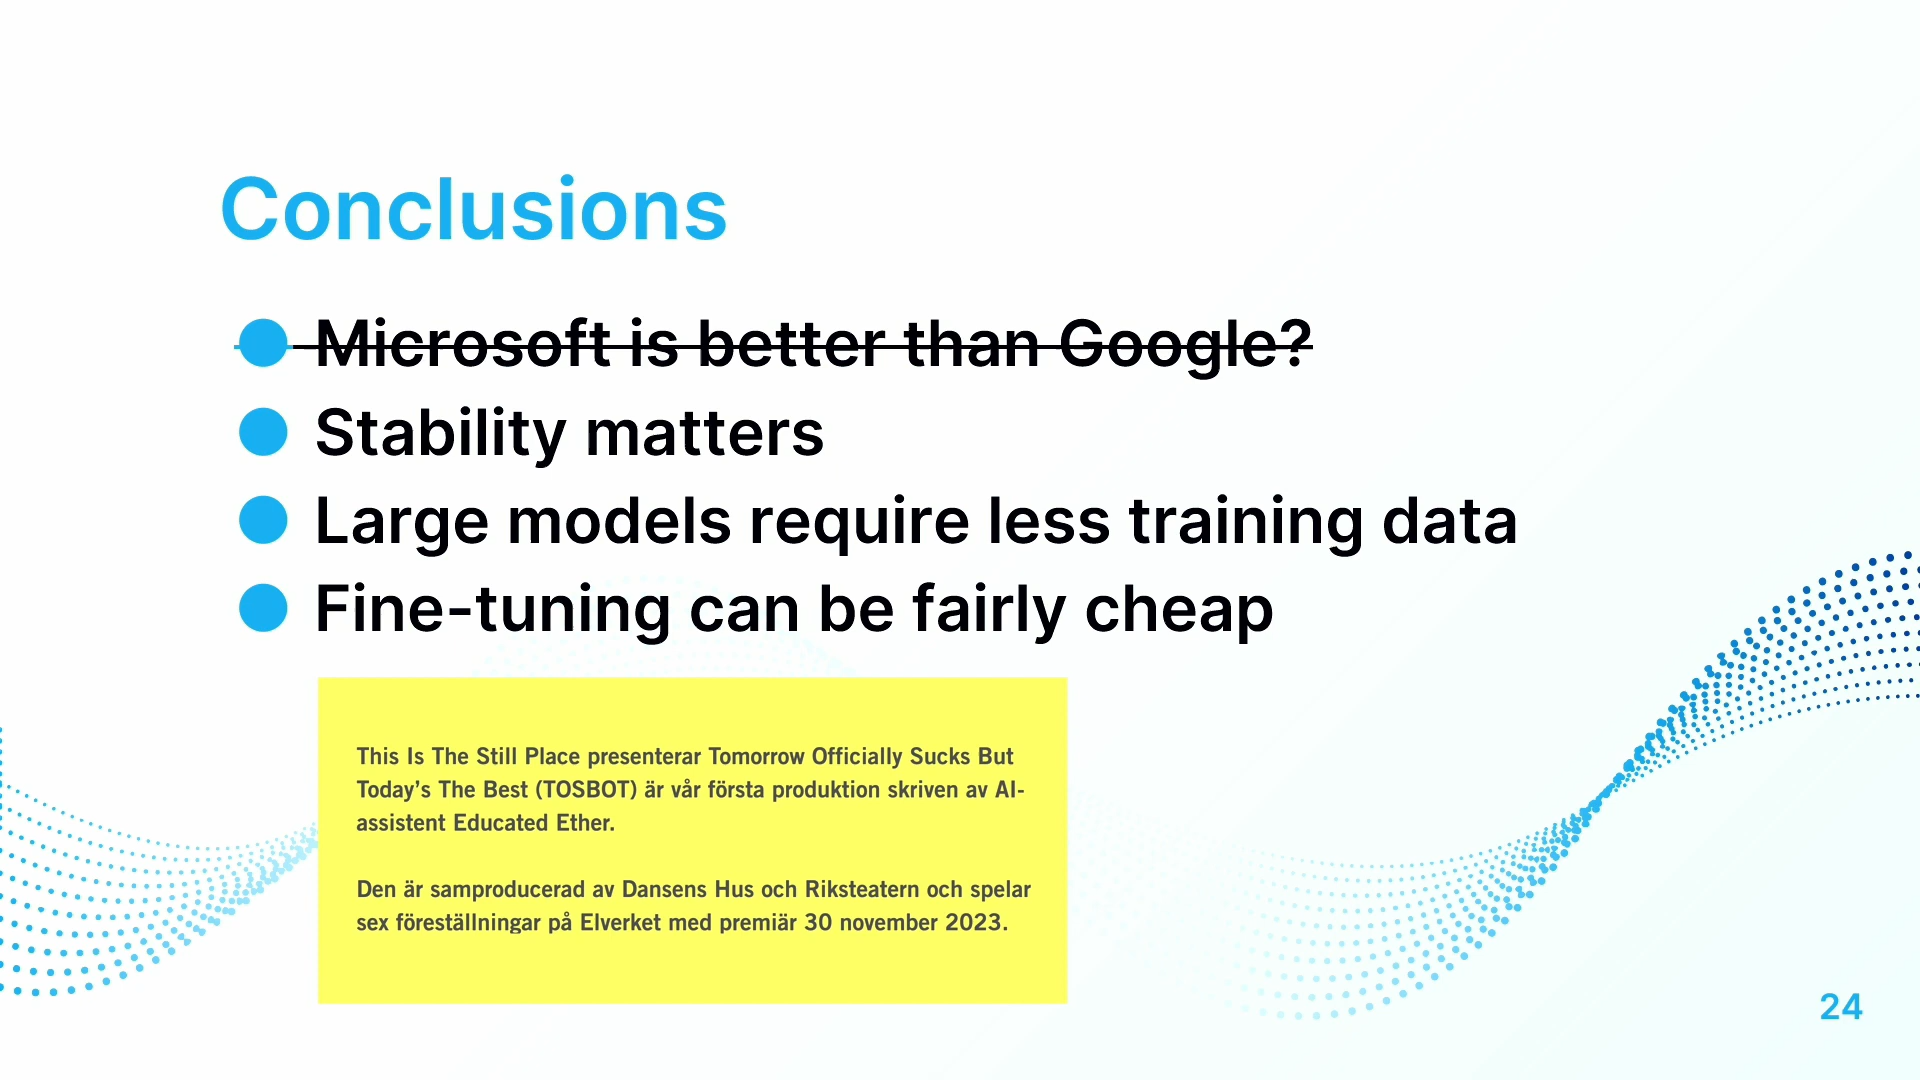 Conclusions
Microsoft is better than Google?
Stability matters
Large models require less training data
Fine-tuning can be fairly cheap
This Is The Still Place presenterar Tomorrow Officially Sucks But
Today’s The Best (TOSBOT) är vår första produktion skriven av AI-
assistent Educated Ether.
Den är samproducerad av Dansens Hus och Riksteatern och spelar
sex föreställningar på Elverket med premiär 30 november 2023.
24